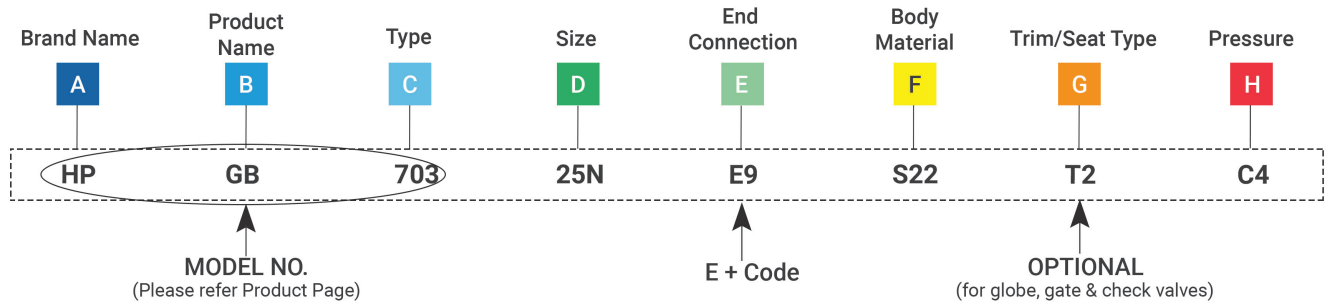 Brand Name
Product
Name
Type
Size
End
Connection
Body
Material
Trim/Seat Type
Pressure
A B C D E F G H
HP GB 703 25N E9 S22 T2 C4
MODEL NO.
(Please refer Product Page)
E + Code
OPTIONAL
(for globe, gate & check valves)